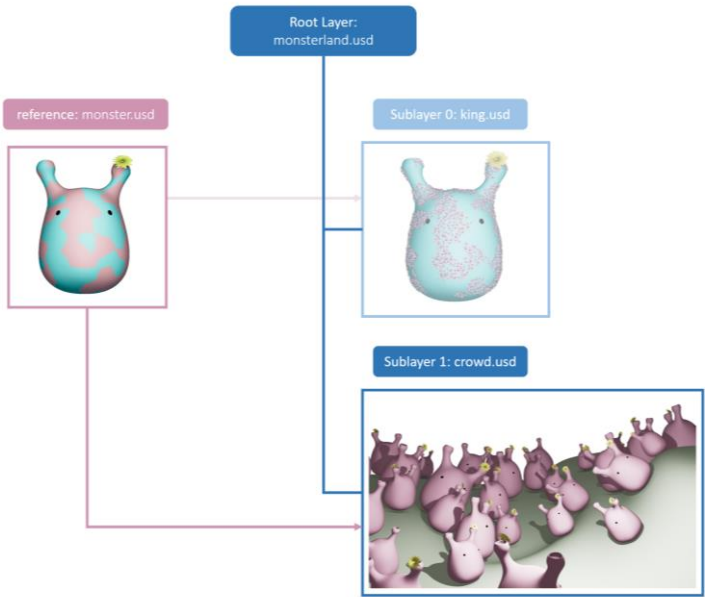 Root Layer:
monsterland.usd
reference: monster.usd
Sublayer 0: king.usd
Sublayer 1: crowd.usd